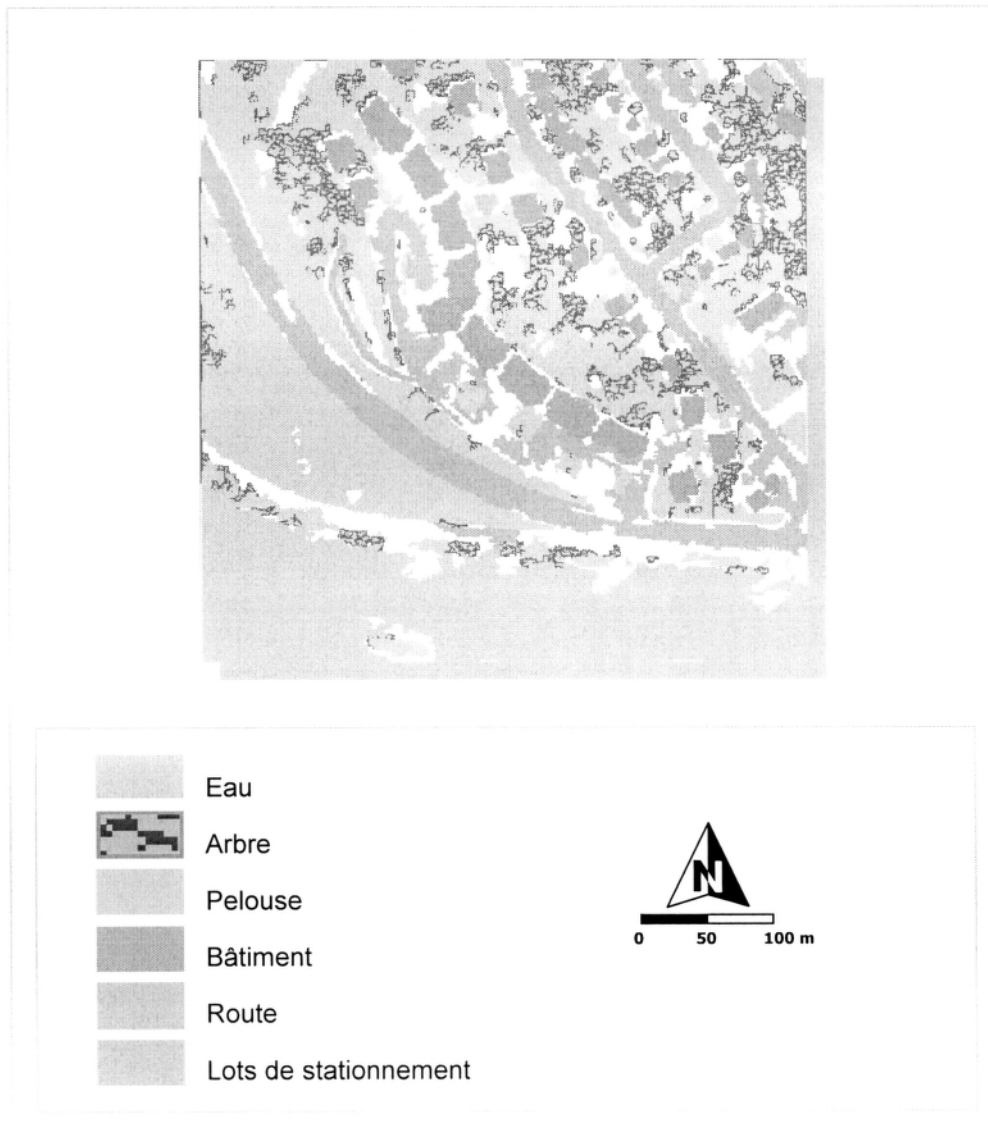 Eau
Arbre
Pelouse
Bâtiment
Route
Lots de stationnement
N
0 50 100 m